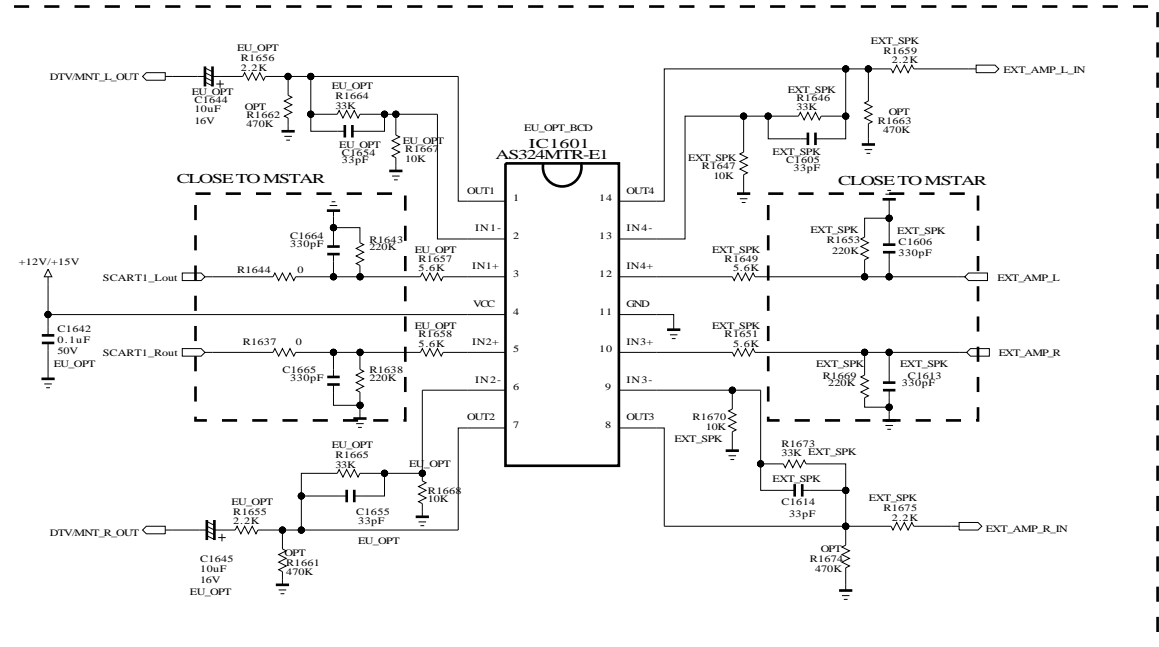 EU_OPT
R1656
2.2K
DTV/MNT_L_OUT
EU_OPT
C1644
10uF
16V
OPT
R1662
470K
EU_OPT
R1664
33K
EU_OPT
C1654
33pF
EU_OPT
R1667
10K
EU_OPT_BCD
IC1601
AS324MTR-E1
EXT_SPK
R1659
2.2K
EXT_AMP_L_IN
EXT_SPK
R1646
33K
OPT
R1663
470K
EXT_SPK
C1605
33pF
EXT_SPK
R1647
10K
CLOSE TO MSTAR
CLOSE TO MSTAR
OUT1
1
14
OUT4
IN1-
2
13
IN4-
IN1+
3
12
IN4+
VCC
4
11
GND
IN2+
5
10
IN3+
IN2-
6
9
IN3-
OUT2
7
8
OUT3
C1664
330pF
R1643
220K
EU_OPT
R1657
5.6K
SCART1_Lout
R1644
0
+12V/+15V
C1642
0.1uF
50V
EU_OPT
SCART1_Rout
R1637
0
C1665
330pF
R1638
220K
EU_OPT
R1658
5.6K
EXT_SPK
R1649
5.6K
EXT_SPK
R1653
220K
EXT_SPK
C1606
330pF
EXT_AMP_L
EXT_SPK
R1651
5.6K
EXT_AMP_R
EXT_SPK
R1669
220K
EXT_SPK
C1613
330pF
R1670
10K
EXT_SPK
R1673
33K
EXT_SPK
EXT_SPK
C1614
33pF
EXT_SPK
R1675
2.2K
EXT_AMP_R_IN
OPT
R1674
470K
EU_OPT
R1665
33K
EU_OPT
R1668
10K
C1655
33pF
EU_OPT
EU_OPT
R1655
2.2K
DTV/MNT_R_OUT
C1645
10uF
16V
EU_OPT
OPT
R1661
470K